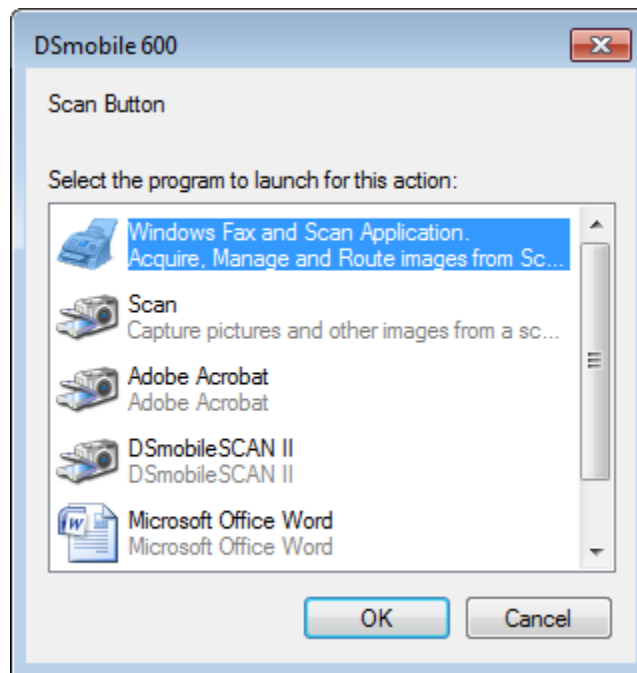 DSmobile 600
Scan Button
Select the program to launch for this action:
Windows Fax and Scan Application.
Acquire, Manage and Route images from Sc...
Scan
Capture pictures and other images from a sc...
Adobe Acrobat
Adobe Acrobat
DSmobileSCAN II
DSmobileSCAN II
Microsoft Office Word
Microsoft Office Word
OK Cancel